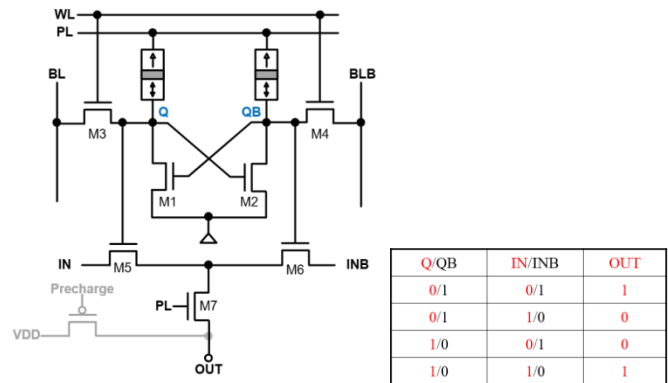 WL
PL
BL
BLB
Q
QB
M3
M4
M1
M2
IN
M5
M6
INB
Precharge
PL
M7
VDD
OUT
Q/QB IN/INB OUT
0/1 0/1 1
0/1 1/0 0
1/0 0/1 0
1/0 1/0 1